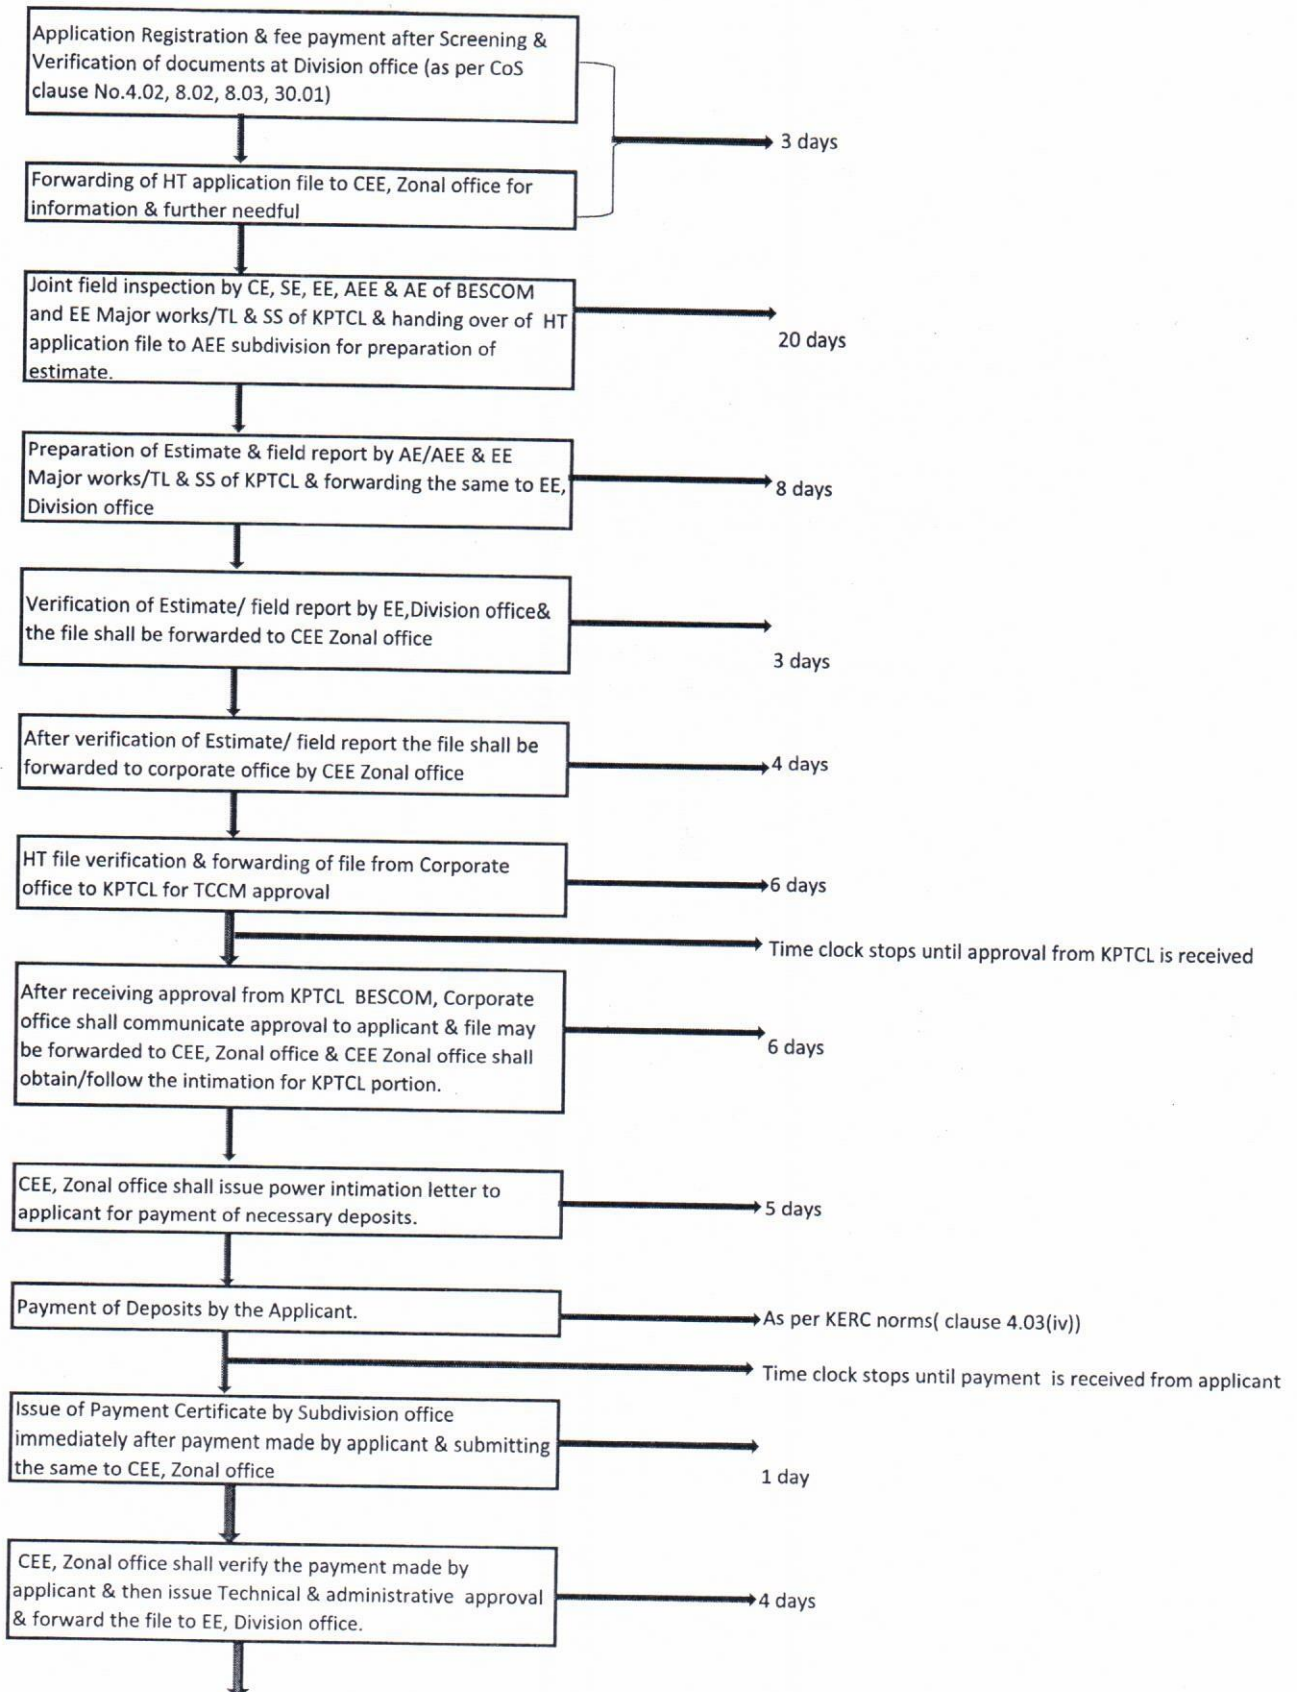 Application Registration & fee payment after Screening &
Verification of documents at Division office (as per CoS
clause No.4.02, 8.02, 8.03, 30.01)
3 days
Forwarding of HT application file to CEE, Zonal office for
information & further needful
Joint field inspection by CE, SE, EE, AEE & AE of BESCOM
and EE Major works/TL & SS of KPTCL & handing over of HT
application file to AEE subdivision for preparation of
estimate.
20 days
Preparation of Estimate & field report by AE/AEE & EE
Major works/TL & SS of KPTCL & forwarding the same to EE,
Division office
8 days
Verification of Estimate/ field report by EE,Division office&
the file shall be forwarded to CEE Zonal office
3 days
After verification of Estimate/ field report the file shall be
forwarded to corporate office by CEE Zonal office
4 days
HT file verification & forwarding of file from Corporate
office to KPTCL for TCCM approval
6 days
Time clock stops until approval from KPTCL is received
After receiving approval from KPTCL BESCOM, Corporate
office shall communicate approval to applicant & file may
be forwarded to CEE, Zonal office & CEE Zonal office shall
obtain/follow the intimation for KPTCL portion.
6 days
CEE, Zonal office shall issue power intimation letter to
applicant for payment of necessary deposits.
5 days
Payment of Deposits by the Applicant.
As per KERC norms( clause 4.03(iv))
Time clock stops until payment is received from applicant
Issue of Payment Certificate by Subdivision office
immediately after payment made by applicant & submitting
the same to CEE, Zonal office
1 day
CEE, Zonal office shall verify the payment made by
applicant & then issue Technical & administrative approval
& forward the file to EE, Division office.
4 days